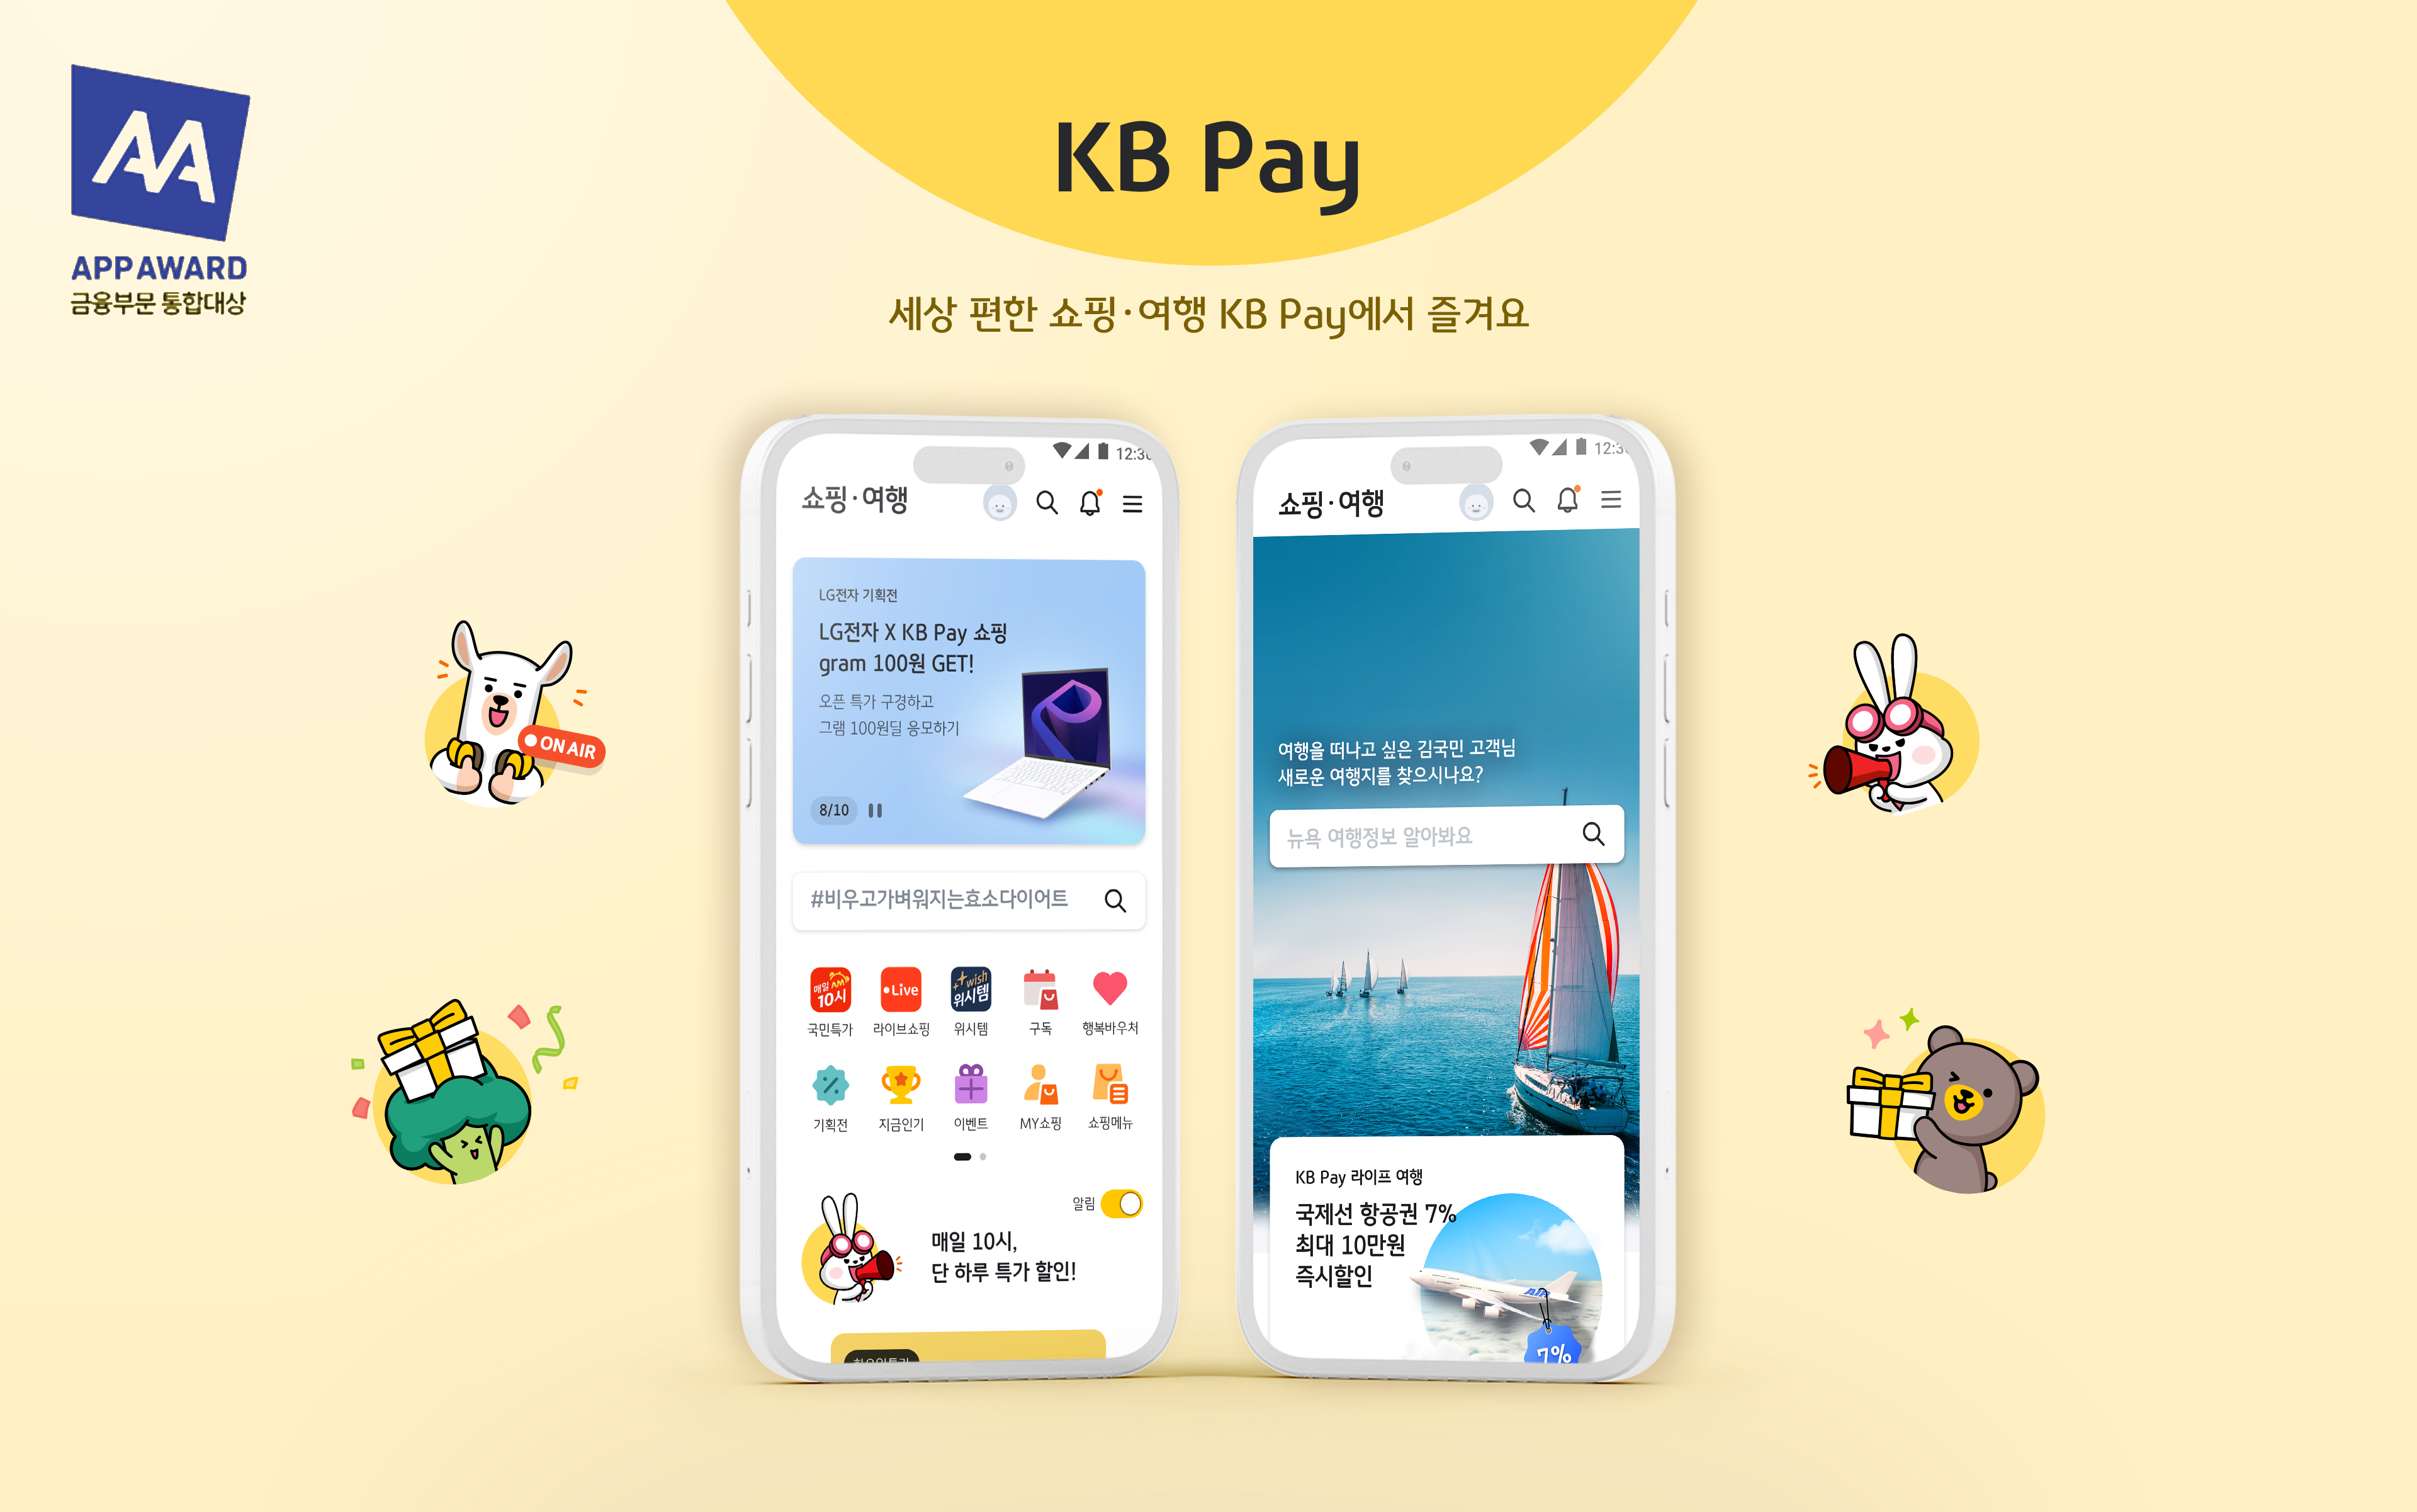 AA
APP AWARD
금융부문 통합대상
KB Pay
세상 편한 쇼핑·여행 KB Pay에서 즐겨요
ON AIR
쇼핑·여행
LG전자 기획전
LG전자 X KB Pay 쇼핑
gram 100원 GET!
오픈 특가 구경하고
그램 100원딜 응모하기
8/10
#비우고가벼워지는효소다이어트
매일 AM 10시
Live
wish 위시템
국민특가 라이브쇼핑 위시템 구독 행복바우처
기획전 지금인기 이벤트 MY쇼핑 쇼핑메뉴
알림
매일 10시,
단 하루 특가 할인!
쇼핑·여행
여행을 떠나고 싶은 김국민 고객님
새로운 여행지를 찾으시나요?
뉴욕 여행정보 알아봐요
KB Pay 라이프 여행
국제선 항공권 7%
최대 10만원
즉시할인
AIR
7%